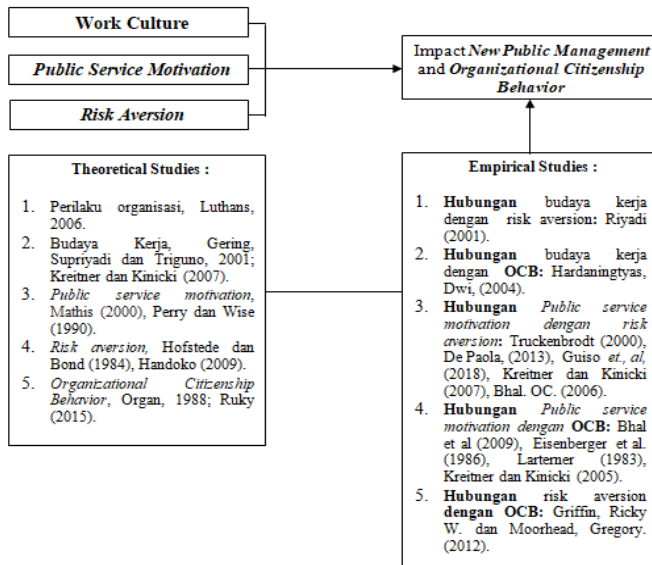 Work Culture
Public Service Motivation
Risk Aversion
Impact New Public Management
and Organizational Citizenship
Behavior
Theoretical Studies :
1. Perilaku organisasi, Luthans,
2006.
2. Budaya Kerja, Gering,
Supriyadi dan Triguno, 2001;
Kreitner dan Kinicki (2007).
3. Public service motivation,
Mathis (2000), Perry dan Wise
(1990).
4. Risk aversion, Hofstede dan
Bond (1984), Handoko (2009).
5. Organizational Citizenship
Behavior, Organ, 1988; Ruky
(2015).
Empirical Studies :
1. Hubungan budaya kerja
dengan risk aversion: Riyadi
(2001).
2. Hubungan budaya kerja
dengan OCB: Hardaningtyas,
Dwi, (2004).
3. Hubungan Public service
motivation dengan risk
aversion: Truckenbrodt (2000),
De Paola, (2013), Guiso et., al,
(2018), Kreitner dan Kinicki
(2007), Bhal. OC. (2006).
4. Hubungan Public service
motivation dengan OCB: Bhal
et al (2009), Eisenberger et al.
(1986), Larterner (1983),
Kreitner dan Kinicki (2005).
5. Hubungan risk aversion
dengan OCB: Griffin, Ricky
W. dan Moorhead, Gregory.
(2012).